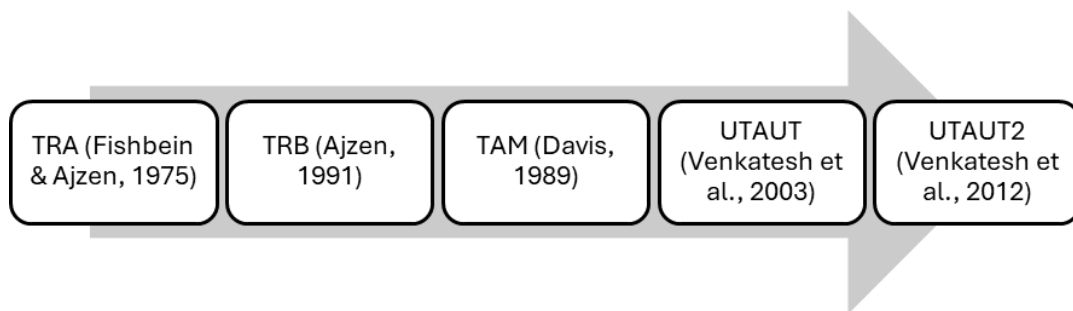 TRA (Fishbein
& Ajzen, 1975)
TRB (Ajzen,
1991)
TAM (Davis,
1989)
UTAUT
(Venkatesh et
al., 2003)
UTAUT2
(Venkatesh et
al., 2012)